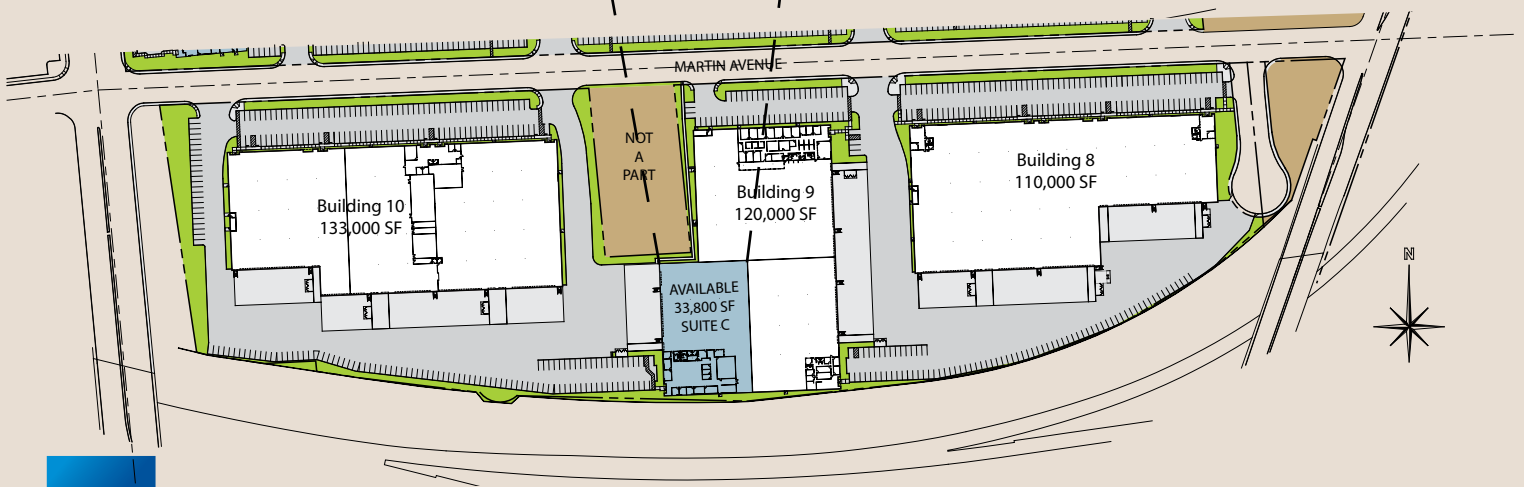 MARTIN AVENUE
NOT
A
PART
Building 8
110,000 SF
Building 9
120,000 SF
Building 10
133,000 SF
N
AVAILABLE
33,800 SF
SUITE C